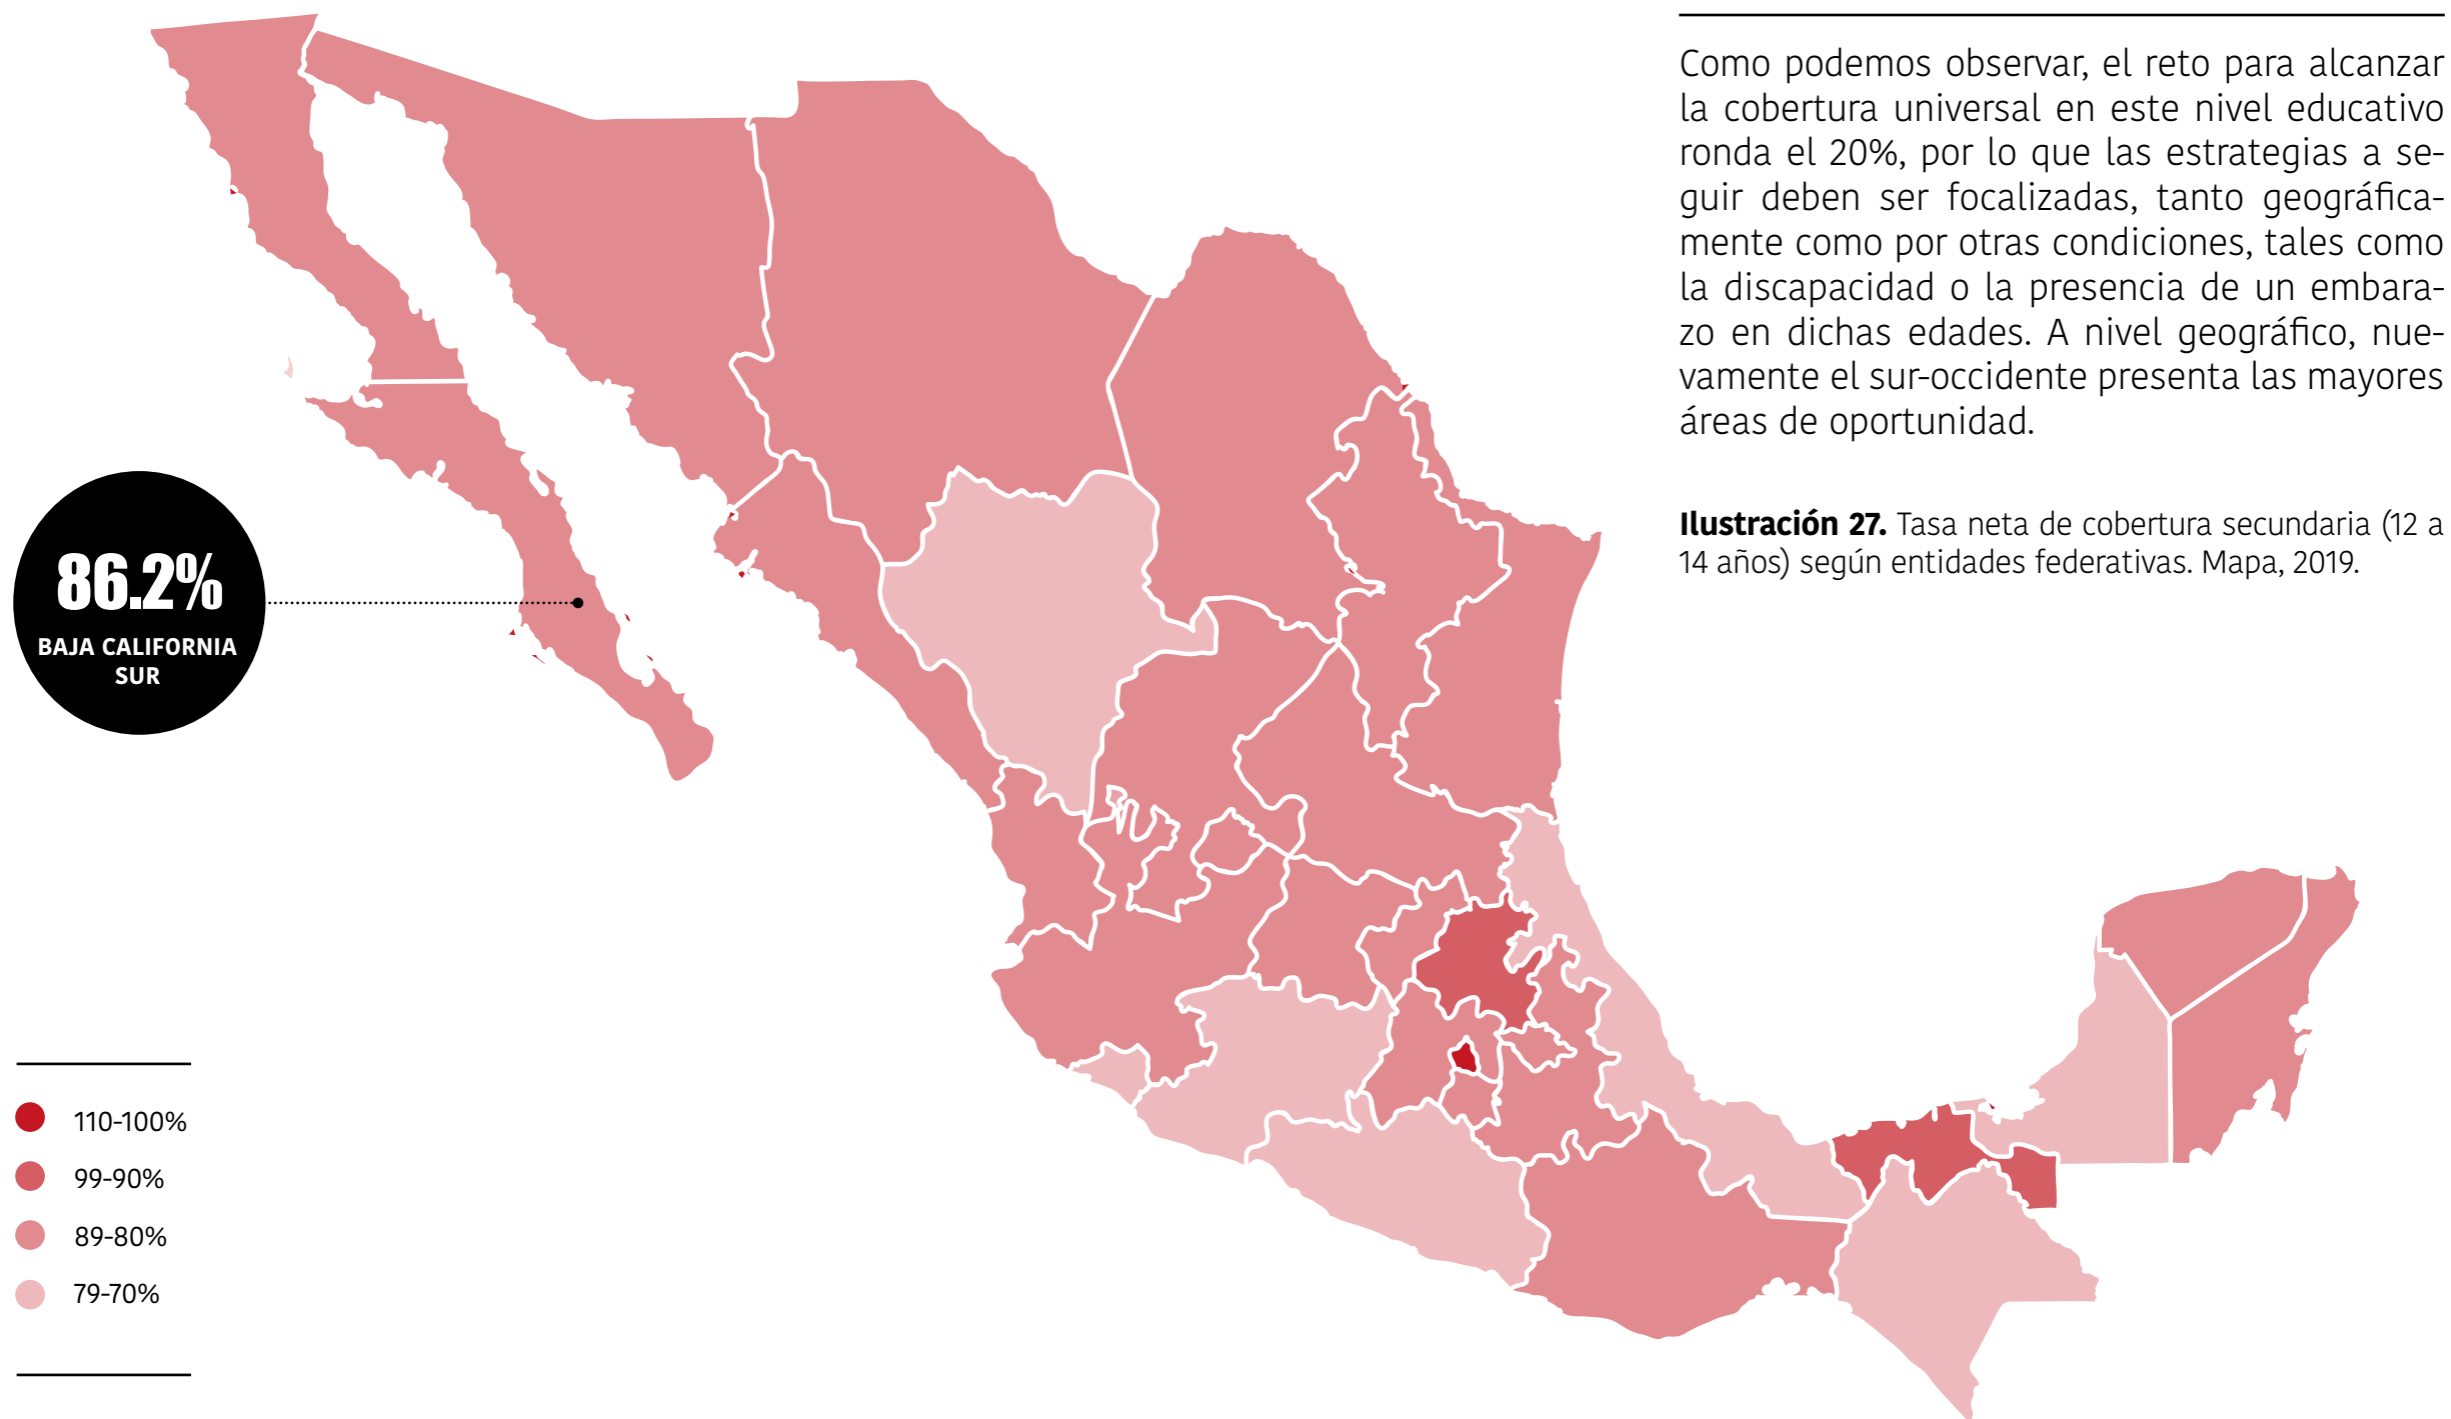 Como podemos observar, el reto para alcanzar
la cobertura universal en este nivel educativo
ronda el 20%, por lo que las estrategias a se-
guir deben ser focalizadas, tanto geográfica-
mente como por otras condiciones, tales como
la discapacidad o la presencia de un embara-
zo en dichas edades. A nivel geográfico, nue-
vamente el sur-occidente presenta las mayores
áreas de oportunidad.
Ilustración 27. Tasa neta de cobertura secundaria (12 a
14 años) según entidades federativas. Mapa, 2019.
86.2%
BAJA CALIFORNIA
SUR
110-100%
99-90%
89-80%
79-70%